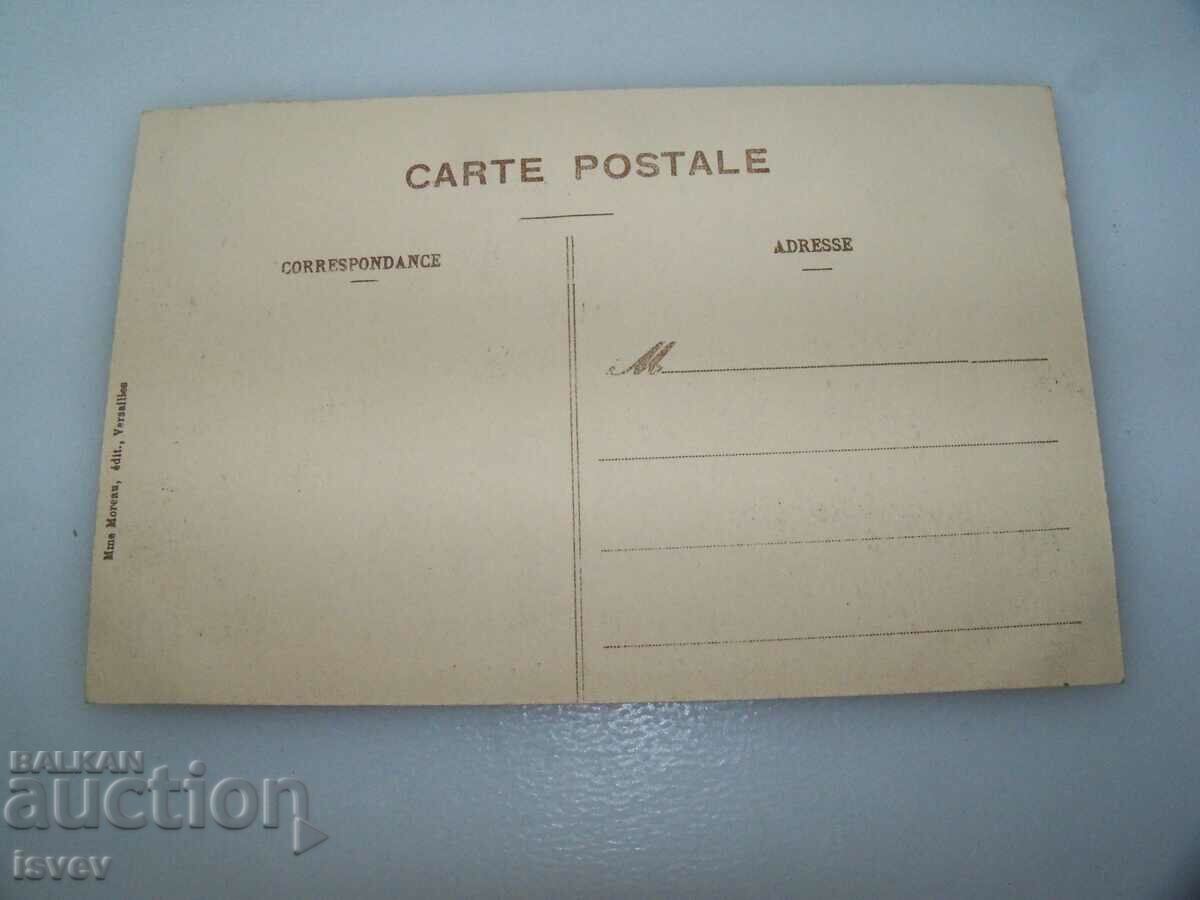 CARTE POSTALE
CORRESPONDANCE
ADRESSE
M
Mme Moreau, édit., Versailles
BALKAN
auction
isvev